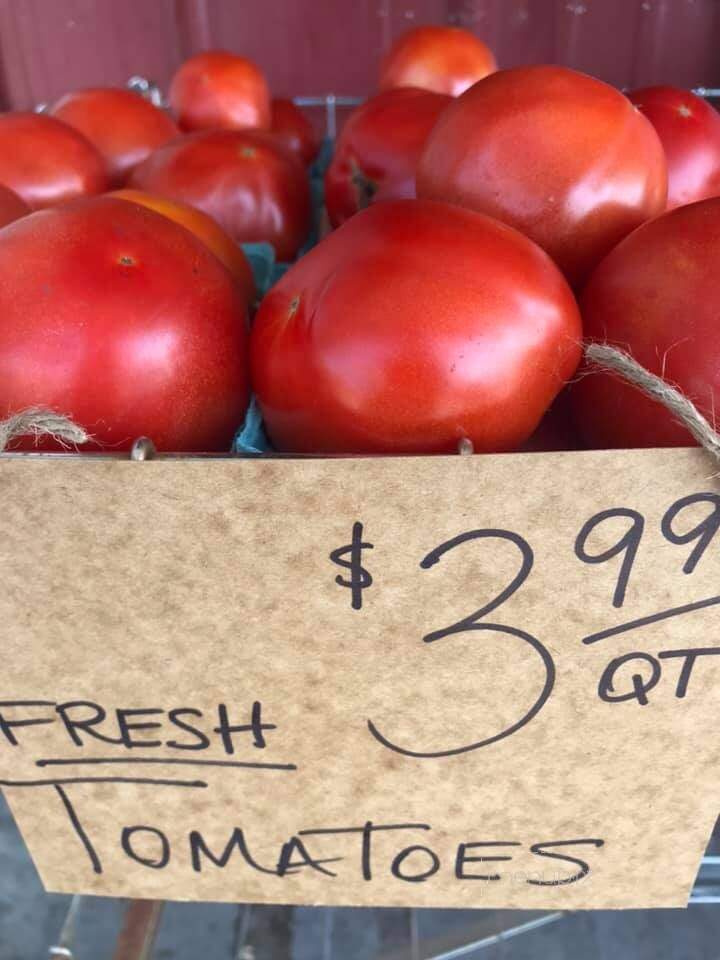 $3 99
QT
FRESH
TOMATOES